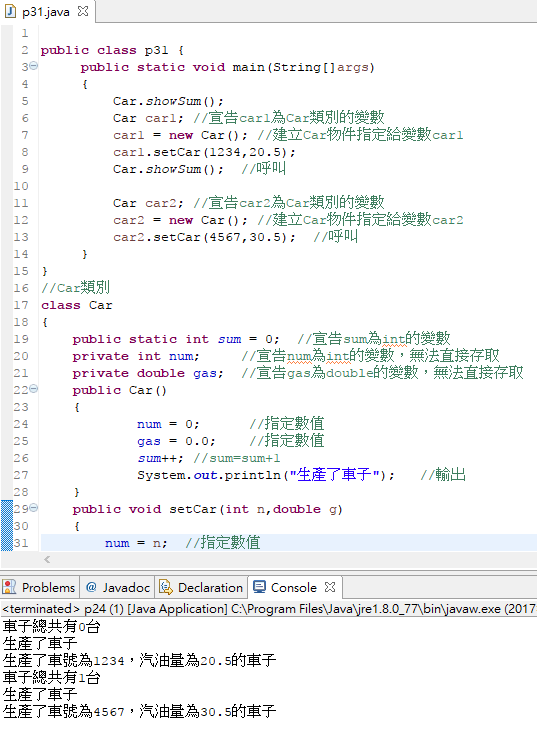 p31.java
1
2 public class p31 {
3 public static void main(String[]args)
4 {
5 Car.showSum();
6 Car car1; //宣告car1為Car類別的變數
7 car1 = new Car(); //建立Car物件指定給變數car1
8 car1.setCar(1234,20.5);
9 Car.showSum(); //呼叫
10
11 Car car2; //宣告car2為Car類別的變數
12 car2 = new Car(); //建立Car物件指定給變數car2
13 car2.setCar(4567,30.5); //呼叫
14 }
15 }
16 //Car類別
17 class Car
18 {
19 public static int sum = 0; //宣告sum為int的變數
20 private int num; //宣告num為int的變數，無法直接存取
21 private double gas; //宣告gas為double的變數，無法直接存取
22 public Car()
23 {
24 num = 0; //指定數值
25 gas = 0.0; //指定數值
26 sum++; //sum=sum+1
27 System.out.println("生產了車子"); //輸出
28 }
29 public void setCar(int n,double g)
30 {
31 num = n; //指定數值
Problems @ Javadoc Declaration Console
<terminated> p24 (1) [Java Application] C:\Program Files\Java\jre1.8.0_77\bin\javaw.exe (2017
車子總共有0台
生產了車子
生產了車號為1234，汽油量為20.5的車子
車子總共有1台
生產了車子
生產了車號為4567，汽油量為30.5的車子